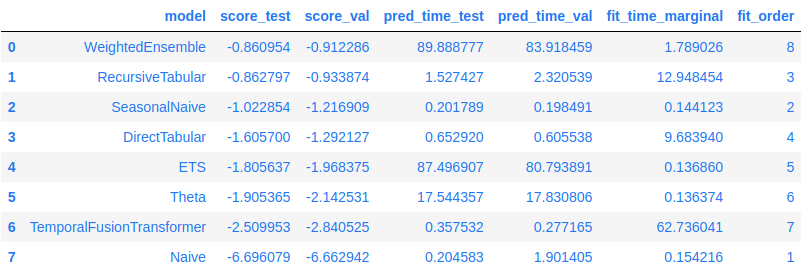 model score_test score_val pred_time_test pred_time_val fit_time_marginal fit_order
0 WeightedEnsemble -0.860954 -0.912286 89.888777 83.918459 1.789026 8
1 RecursiveTabular -0.862797 -0.933874 1.527427 2.320539 12.948454 3
2 SeasonalNaive -1.022854 -1.216909 0.201789 0.198491 0.144123 2
3 DirectTabular -1.605700 -1.292127 0.652920 0.605538 9.683940 4
4 ETS -1.805637 -1.968375 87.496907 80.793891 0.136860 5
5 Theta -1.905365 -2.142531 17.544357 17.830806 0.136374 6
6 TemporalFusionTransformer -2.509953 -2.840525 0.357532 0.277165 62.736041 7
7 Naive -6.696079 -6.662942 0.204583 1.901405 0.154216 1